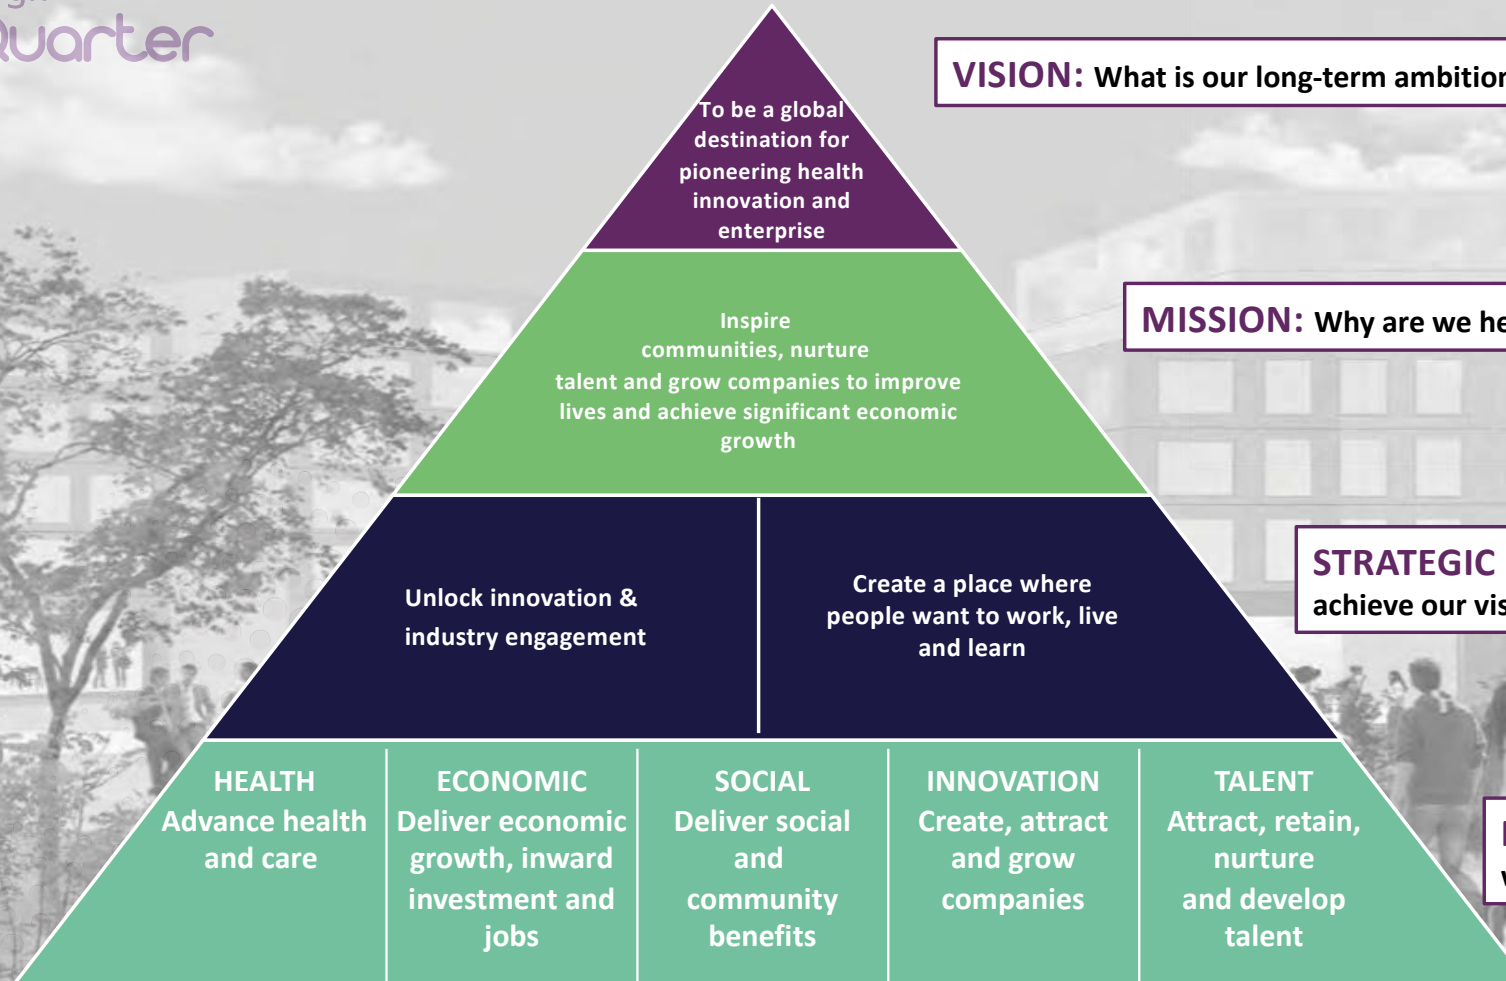 Quarter
VISION: What is our long-term ambition
To be a global
destination for
pioneering health
innovation and
enterprise
MISSION: Why are we
Inspire
communities, nurture
talent and grow companies to improve
lives and achieve significant economic
growth
STRATEGIC
achieve our
Unlock innovation &
industry engagement
Create a place where
people want to work, live
and learn
HEALTH
Advance health
and care
ECONOMIC
Deliver economic
growth, inward
investment and
jobs
SOCIAL
Deliver social
and
community
benefits
INNOVATION
Create, attract
and grow
companies
TALENT
Attract, retain,
nurture
and develop
talent